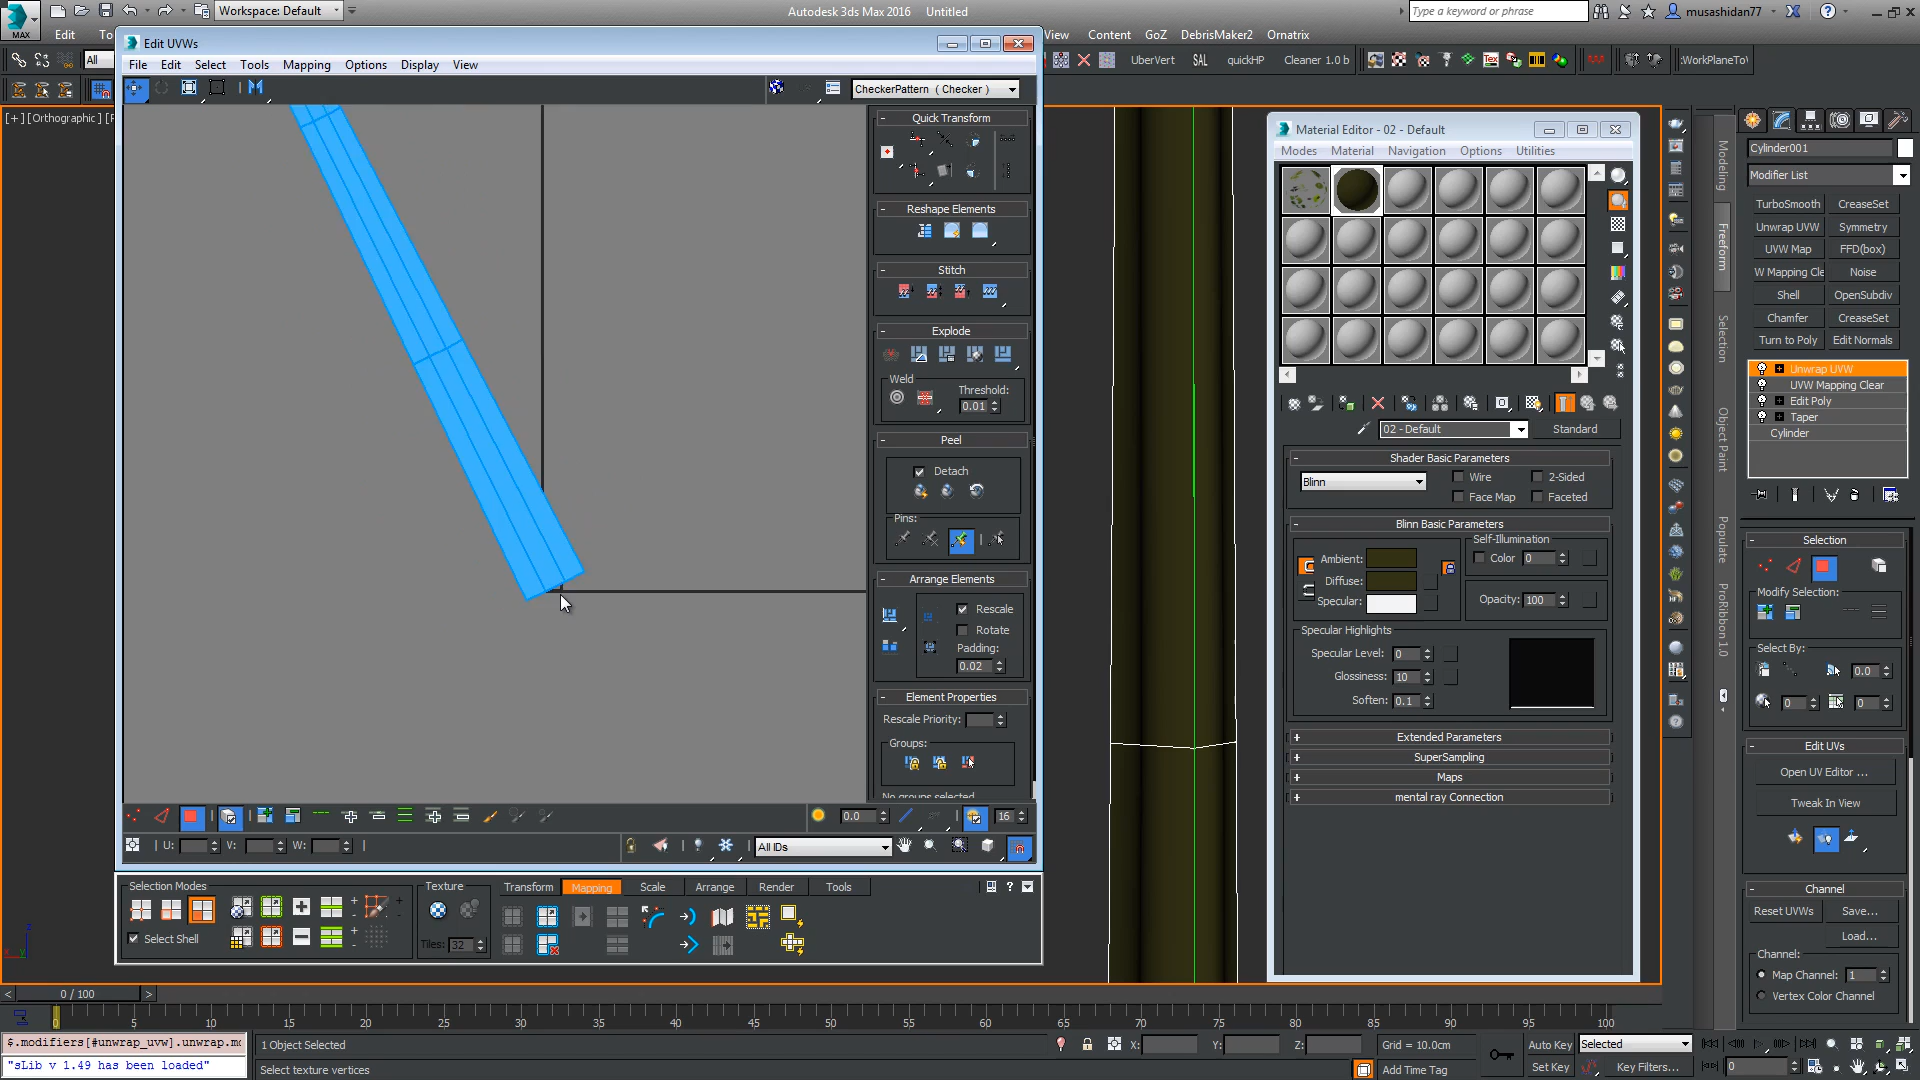 Workspace: Default
Autodesk 3ds Max 2016
Untitled
Type a keyword or phrase
musashidan77
MAX
Edit
View
Content
GoZ
DebrisMaker2
Ornatrix
All
UberVert
SAL
quickHP
Cleaner 1.0 b
:WorkPlaneTo\
[+] [Orthographic ]
Edit UVWs
File
Edit
Select
Tools
Mapping
Options
Display
View
CheckerPattern ( Checker )
Quick Transform
Reshape Elements
Stitch
Explode
Weld
Threshold:
0.01
Peel
Detach
Pins:
Arrange Elements
Rescale
Rotate
Padding:
0.02
Element Properties
Rescale Priority:
Groups:
No groups selected
0.0
16
U:
V:
W:
All IDs
Selection Modes
Select Shell
Texture
Tiles: 32
Transform
Mapping
Scale
Arrange
Render
Tools
Material Editor - 02 - Default
Modes
Material
Navigation
Options
Utilities
02 - Default
Standard
Shader Basic Parameters
Blinn
Wire
2-Sided
Face Map
Faceted
Blinn Basic Parameters
Self-Illumination
Ambient:
Color
0
Diffuse:
Specular:
Opacity: 100
Specular Highlights
Specular Level: 0
Glossiness: 10
Soften: 0.1
Extended Parameters
SuperSampling
Maps
mental ray Connection
Modeling
Freeform
Selection
Object Paint
Populate
ProRibbon 1.0
Cylinder001
Modifier List
TurboSmooth
CreaseSet
Unwrap UVW
Symmetry
UVW Map
FFD(box)
W Mapping Cle
Noise
Shell
OpenSubdiv
Chamfer
CreaseSet
Turn to Poly
Edit Normals
Unwrap UVW
UVW Mapping Clear
Edit Poly
Taper
Cylinder
Selection
Modify Selection:
Select By:
0.0
0
0
Edit UVs
Open UV Editor ...
Tweak In View
Channel
Reset UVWs
Save...
Load...
Channel:
Map Channel: 1
Vertex Color Channel
0 / 100
0 5 10 15 20 25 30 35 40 45 50 55 60 65 70 75 80 85 90 95 100
$.modifiers[#unwrap_uvw].unwrap.mo
"sLib v 1.49 has been loaded"
1 Object Selected
Select texture vertices
X:
Y:
Z:
Grid = 10.0cm
Add Time Tag
Auto Key
Selected
Set Key
Key Filters...
0